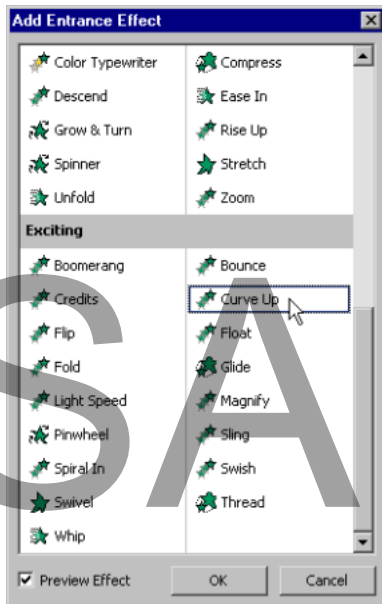 Add Entrance Effect
Color Typewriter Compress
Descend Ease In
Grow & Turn Rise Up
Spinner Stretch
Unfold Zoom
Exciting
Boomerang Bounce
Credits Curve Up
Flip Float
Fold Glide
Light Speed Magnify
Pinwheel Sling
Spiral In Swish
Swivel Thread
Whip
Preview Effect OK Cancel
SA